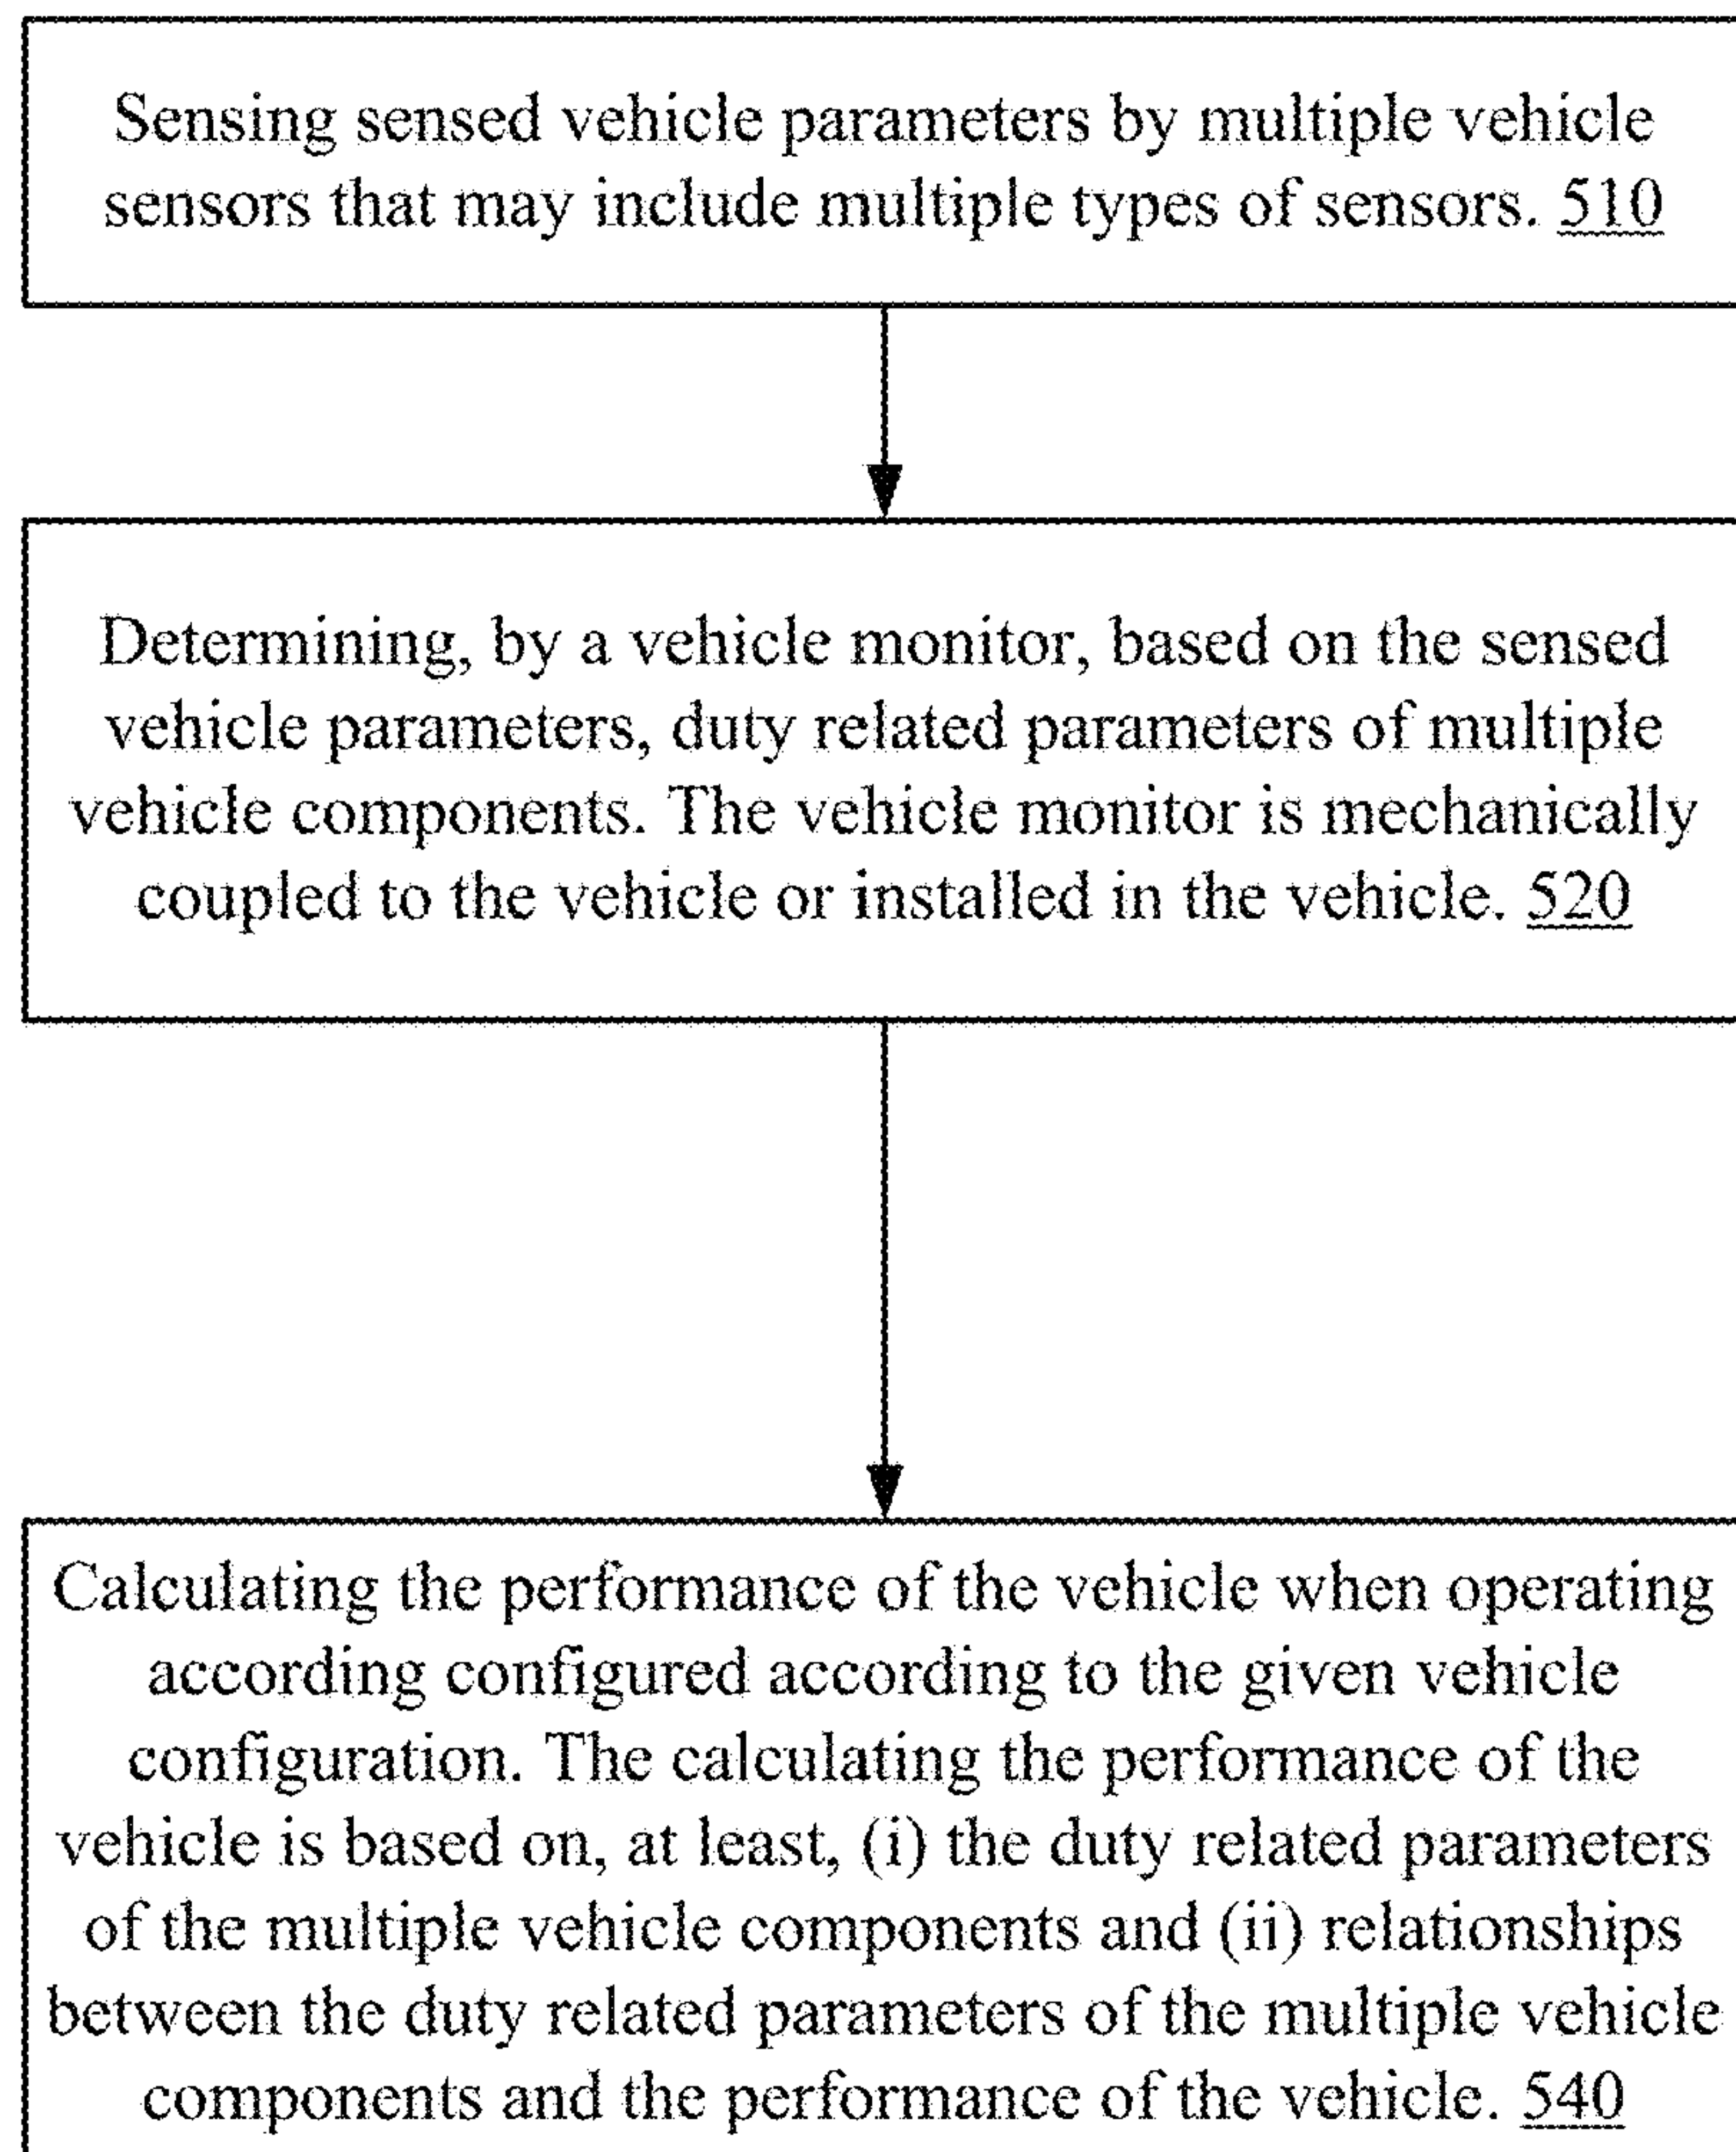 Sensing sensed vehicle parameters by multiple vehicle
sensors that may include multiple types of sensors. 510
Determining, by a vehicle monitor, based on the sensed
vehicle parameters, duty related parameters of multiple
vehicle components. The vehicle monitor is mechanically
coupled to the vehicle or installed in the vehicle. 520
Calculating the performance of the vehicle when operating
according configured according to the given vehicle
configuration. The calculating the performance of the
vehicle is based on, at least, (i) the duty related parameters
of the multiple vehicle components and (ii) relationships
between the duty related parameters of the multiple vehicle
components and the performance of the vehicle. 540